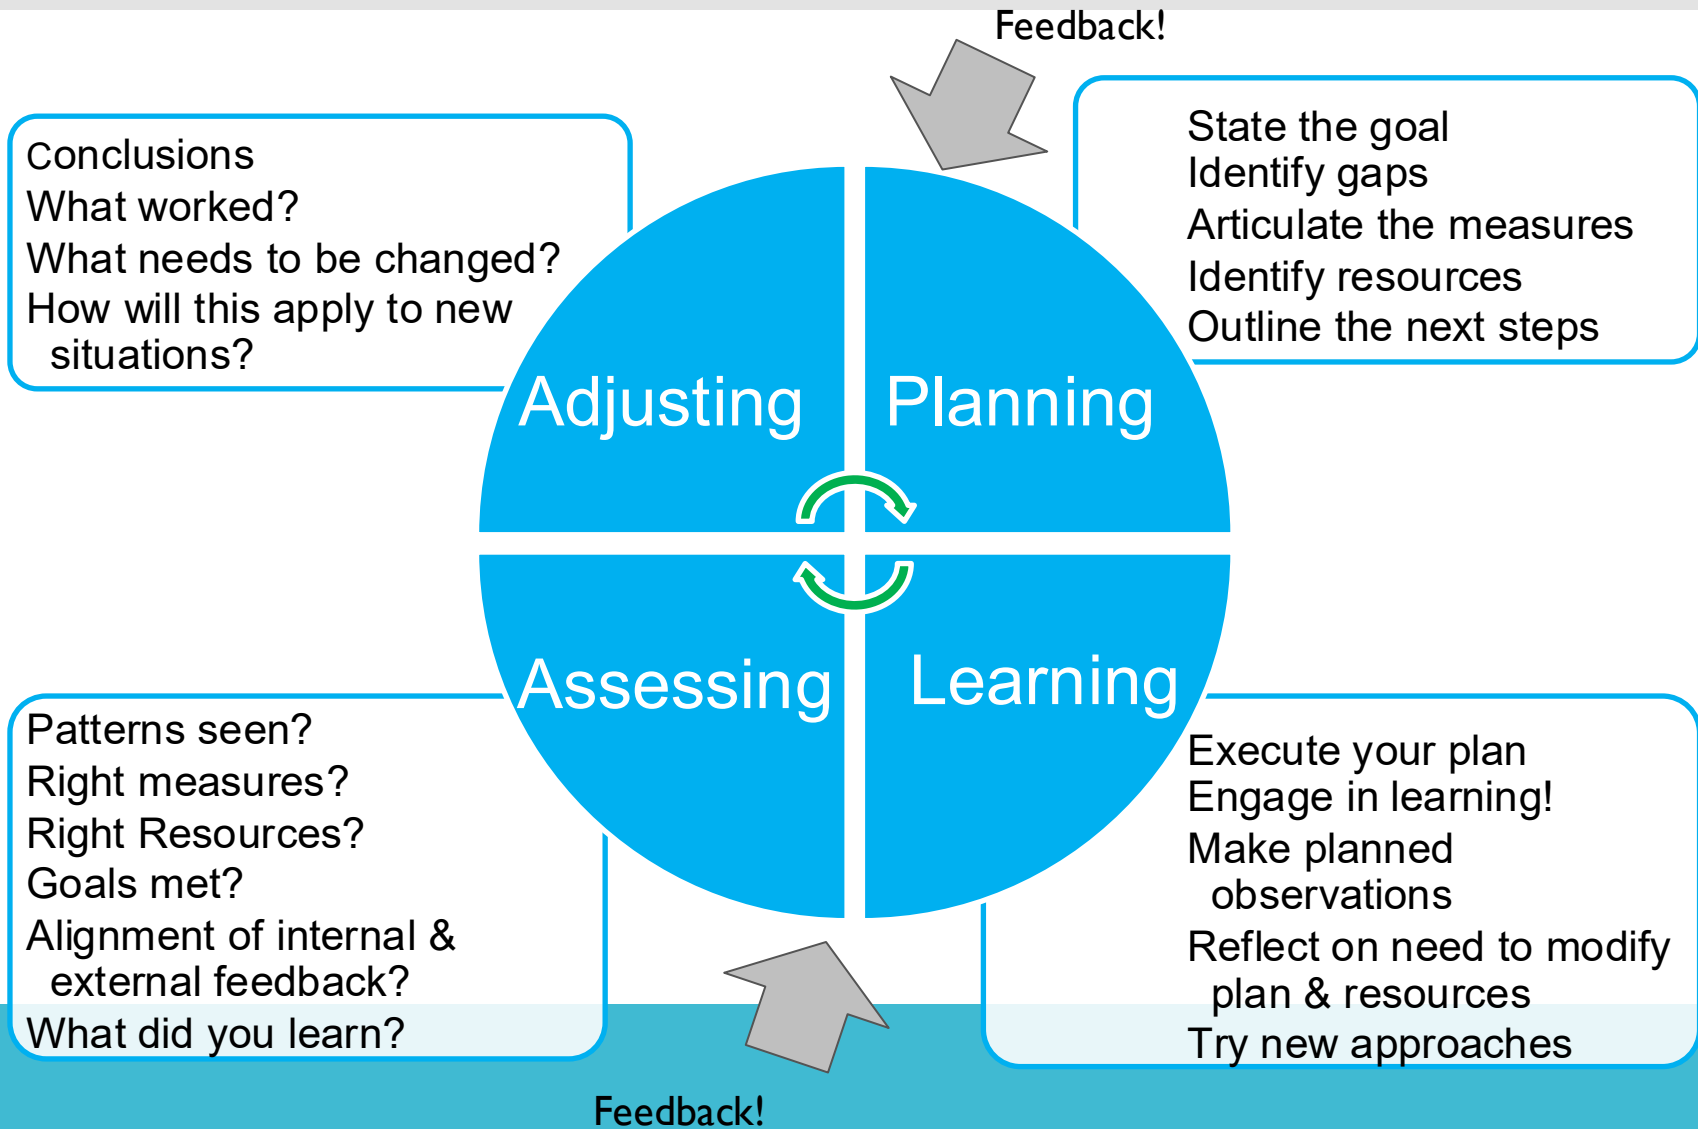 Feedback!
Conclusions
What worked?
What needs to be changed?
How will this apply to new
situations?
State the goal
Identify gaps
Articulate the measures
Identify resources
Outline the next steps
Adjusting
Planning
Assessing
Learning
Patterns seen?
Right measures?
Right Resources?
Goals met?
Alignment of internal &
external feedback?
What did you learn?
Execute your plan
Engage in learning!
Make planned
observations
Reflect on need to modify
plan & resources
Try new approaches
Feedback!